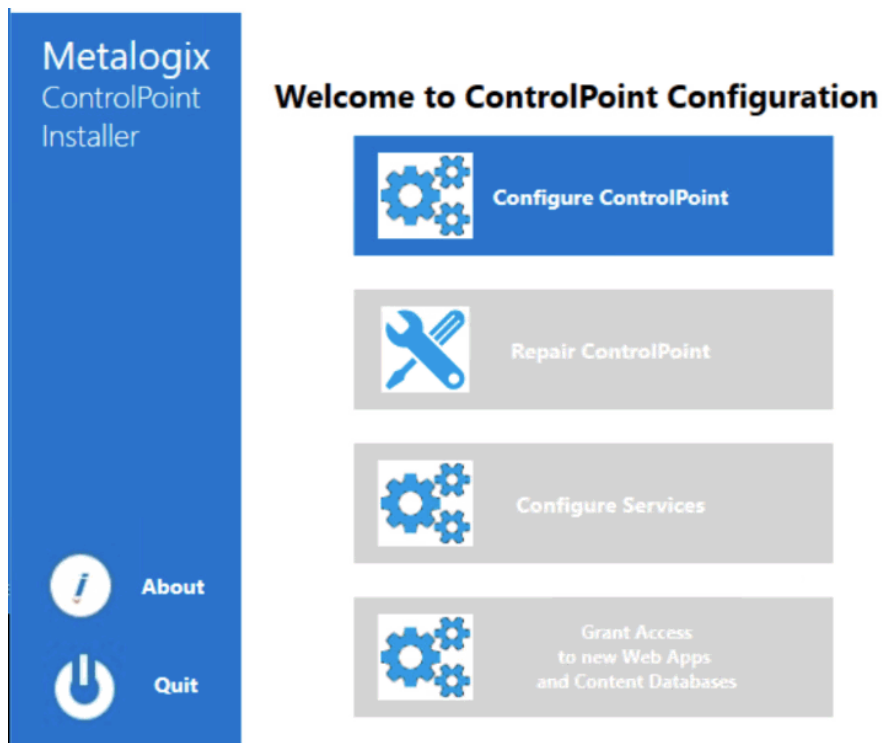 Metalogix
ControlPoint
Installer
Welcome to ControlPoint Configuration
Configure ControlPoint
Repair ControlPoint
Configure Services
Grant Access
to new Web Apps
and Content Databases
About
Quit